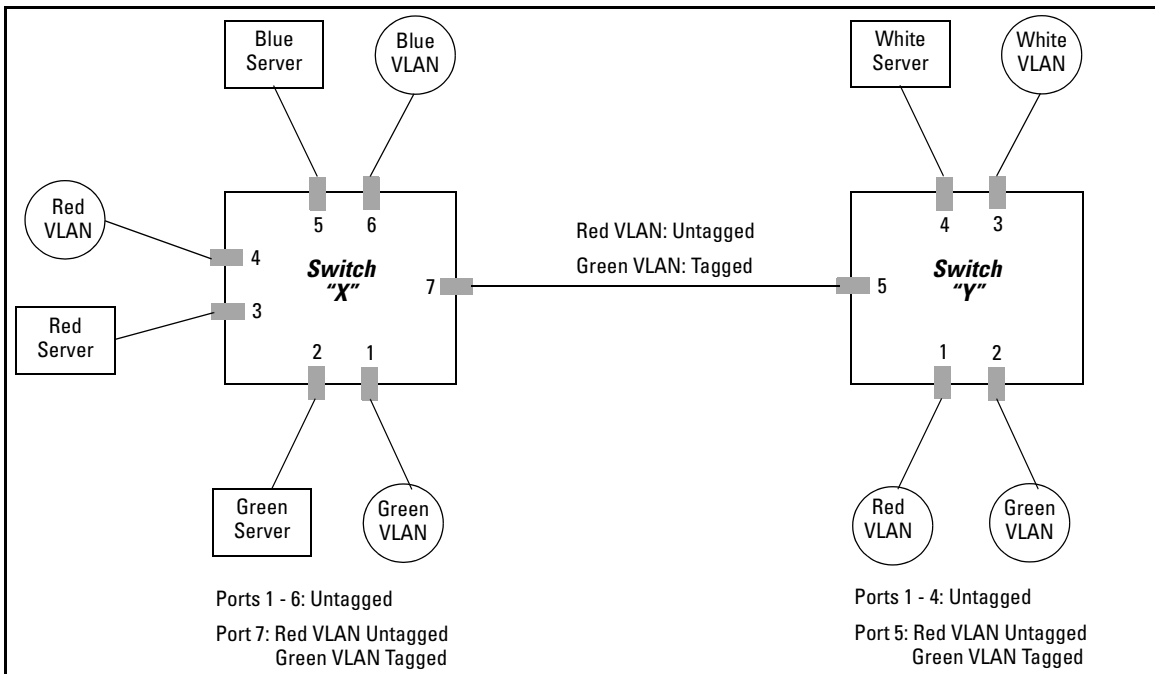 Blue
Server
Blue
VLAN
White
Server
White
VLAN
Red
VLAN
5
6
4
3
4
Switch
"X"
7
Red VLAN: Untagged
Green VLAN: Tagged
5
Switch
"Y"
Red
Server
3
2
1
1
2
Green
Server
Green
VLAN
Red
VLAN
Green
VLAN
Ports 1 - 6: Untagged
Port 7: Red VLAN Untagged
Green VLAN Tagged
Ports 1 - 4: Untagged
Port 5: Red VLAN Untagged
Green VLAN Tagged